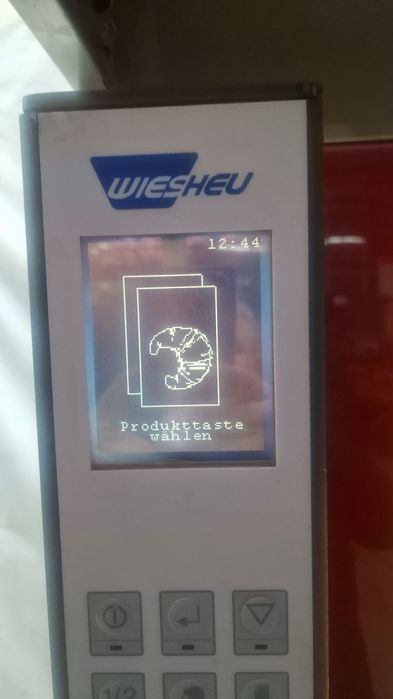 WIESHEU
12:44
Produkttaste
wählen
1/2